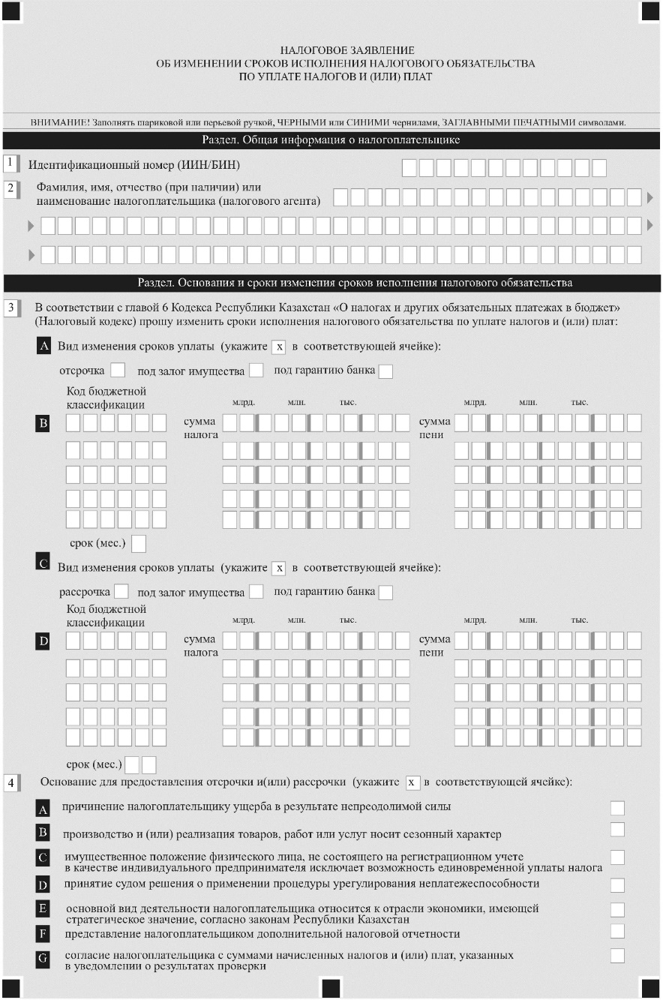 НАЛОГОВОЕ ЗАЯВЛЕНИЕ
ОБ ИЗМЕНЕНИИ СРОКОВ ИСПОЛНЕНИЯ НАЛОГОВОГО ОБЯЗАТЕЛЬСТВА
ПО УПЛАТЕ НАЛОГОВ И (ИЛИ) ПЛАТ
ВНИМАНИЕ! Заполнять шариковой или перьевой ручкой, ЧЕРНЫМИ или СИНИМИ чернилами, ЗАГЛАВНЫМИ ПЕЧАТНЫМИ символами.
Раздел. Общая информация о налогоплательщике
1 Идентификационный номер (ИИН/БИН)
2 Фамилия, имя, отчество (при наличии) или
наименование налогоплательщика (налогового агента)
Раздел. Основания и сроки изменения сроков исполнения налогового обязательства
3 В соответствии с главой 6 Кодекса Республики Казахстан «О налогах и других обязательных платежах в бюджет»
(Налоговый кодекс) прошу изменить сроки исполнения налогового обязательства по уплате налогов и (или) плат:
A Вид изменения сроков уплаты (укажите x в соответствующей ячейке):
отсрочка под залог имущества под гарантию банка
Код бюджетной
классификации млрд. млн. тыс. млрд. млн. тыс.
B сумма сумма
налога пени
срок (мес.)
C Вид изменения сроков уплаты (укажите x в соответствующей ячейке):
рассрочка под залог имущества под гарантию банка
Код бюджетной
классификации млрд. млн. тыс. млрд. млн. тыс.
D сумма сумма
налога пени
срок (мес.)
4 Основание для предоставления отсрочки и(или) рассрочки (укажите x в соответствующей ячейке):
A причинение налогоплательщику ущерба в результате непреодолимой силы
B производство и (или) реализация товаров, работ или услуг носит сезонный характер
C имущественное положение физического лица, не состоящего на регистрационном учете
в качестве индивидуального предпринимателя исключает возможность единовременной уплаты налога
D принятие судом решения о применении процедуры урегулирования неплатежеспособности
E основной вид деятельности налогоплательщика относится к отрасли экономики, имеющей
стратегическое значение, согласно законам Республики Казахстан
F представление налогоплательщиком дополнительной налоговой отчетности
G согласие налогоплательщика с суммами начисленных налогов и (или) плат, указанных
в уведомлении о результатах проверки